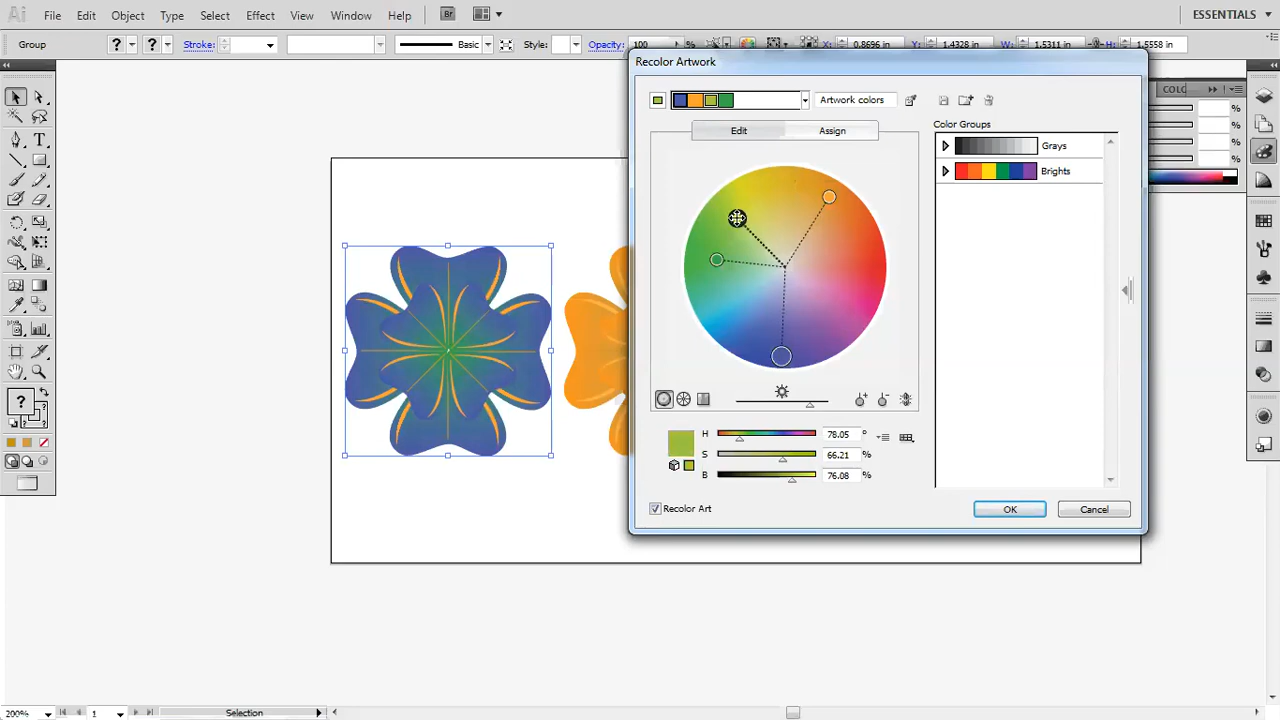 Ai File Edit Object Type Select Effect View Window Help Br ESSENTIALS
Group ? ? Stroke: Basic Style: Opacity: 100 % X: 0.8696 in Y: 1.4328 in W: 1.5311 in H: 1.5558 in
Recolor Artwork
Artwork colors
COLC
Color Groups
Edit Assign
Grays
Brights
%
%
%
%
?
H 78.05 °
S 66.21 %
B 76.08 %
Recolor Art
OK Cancel
200% 1 Selection